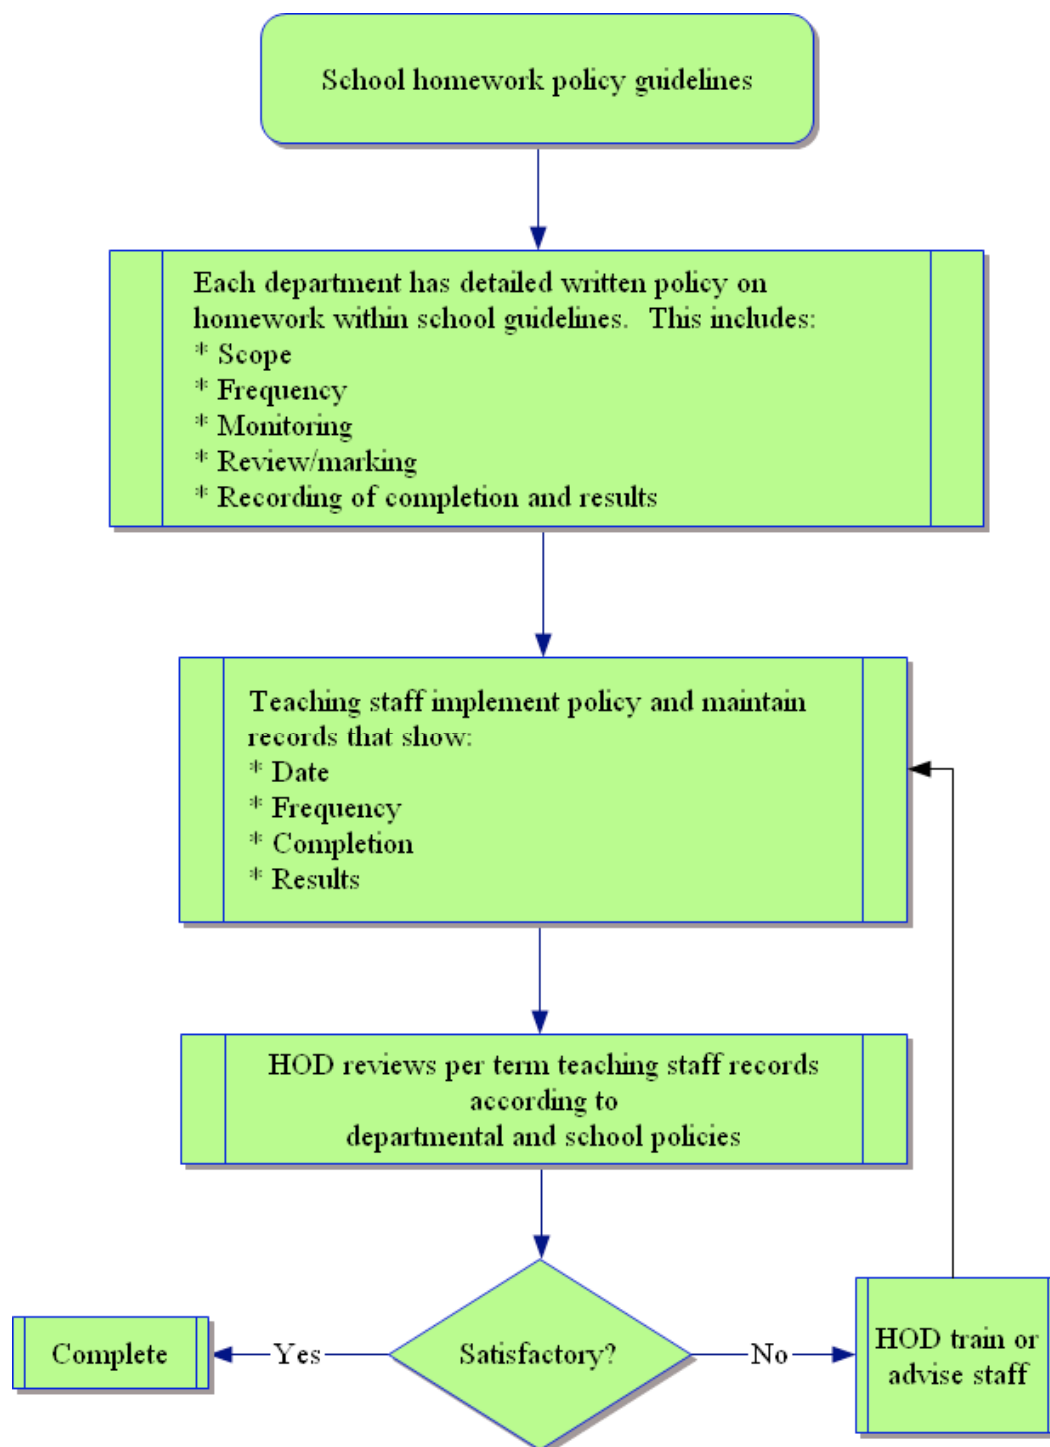 School homework policy guidelines
Each department has detailed written policy on
homework within school guidelines. This includes:
* Scope
* Frequency
* Monitoring
* Review/marking
* Recording of completion and results
Teaching staff implement policy and maintain
records that show:
* Date
* Frequency
* Completion
* Results
HOD reviews per term teaching staff records
according to
departmental and school policies
Satisfactory?
Yes
Complete
No
HOD train or
advise staff